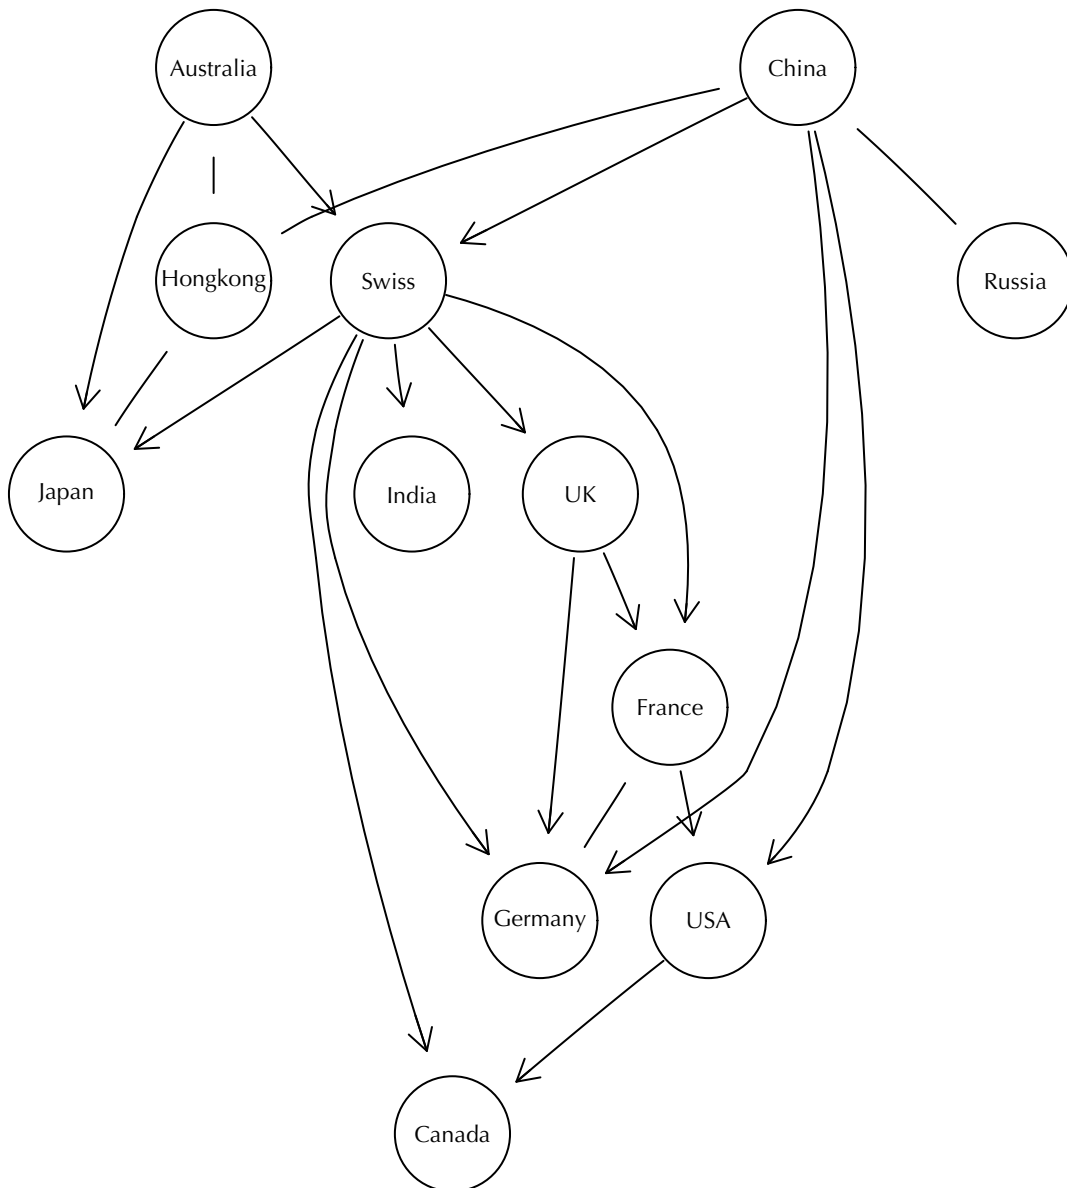 Australia
China
Hongkong
Swiss
Russia
Japan
India
UK
France
Germany
USA
Canada